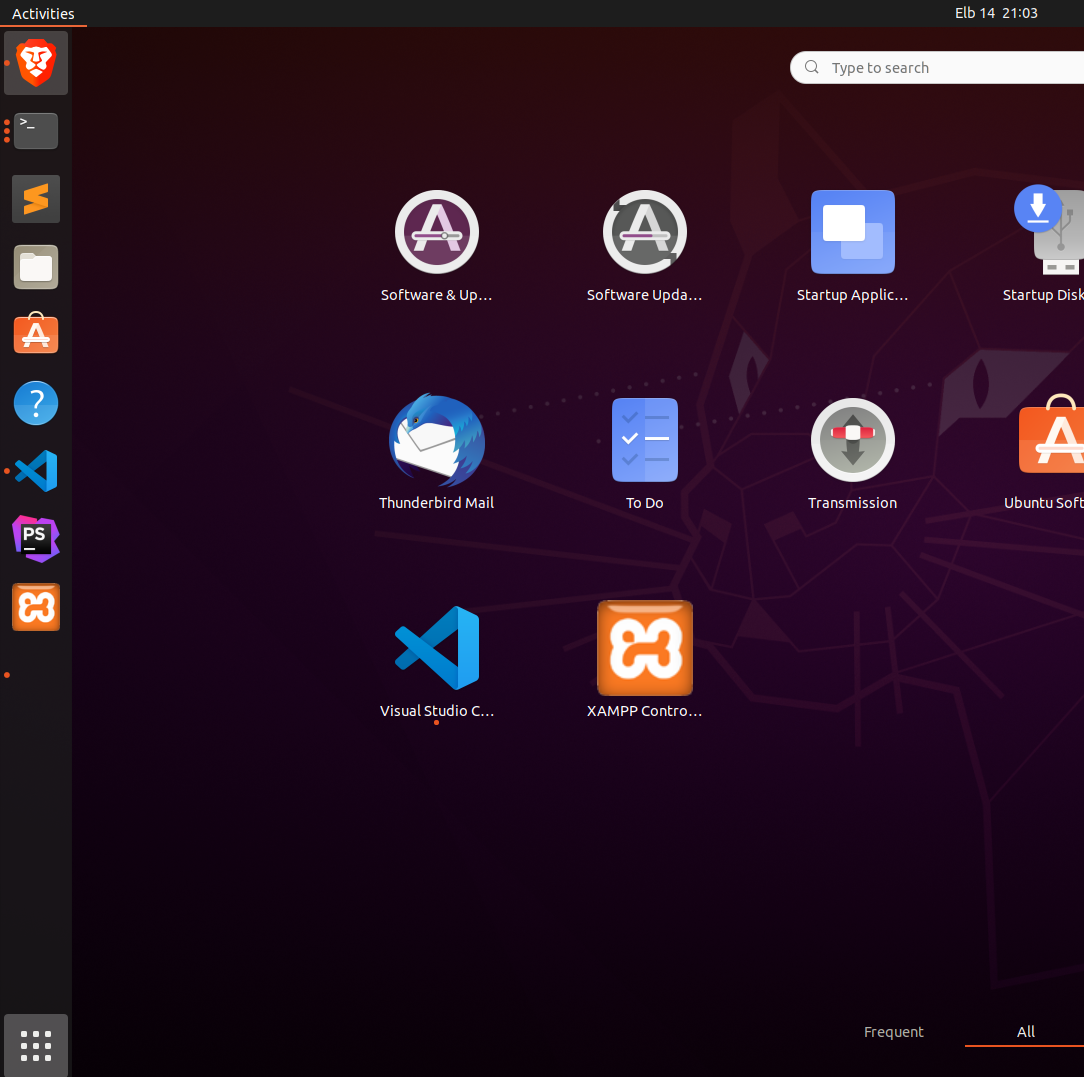 Activities
Elb 14 21:03
Type to search
>_
Software & Up…
Software Upda…
Startup Applic…
Startup Disk
?
Thunderbird Mail
To Do
Transmission
Ubuntu Soft
PS
Visual Studio C…
XAMPP Contro…
Frequent
All